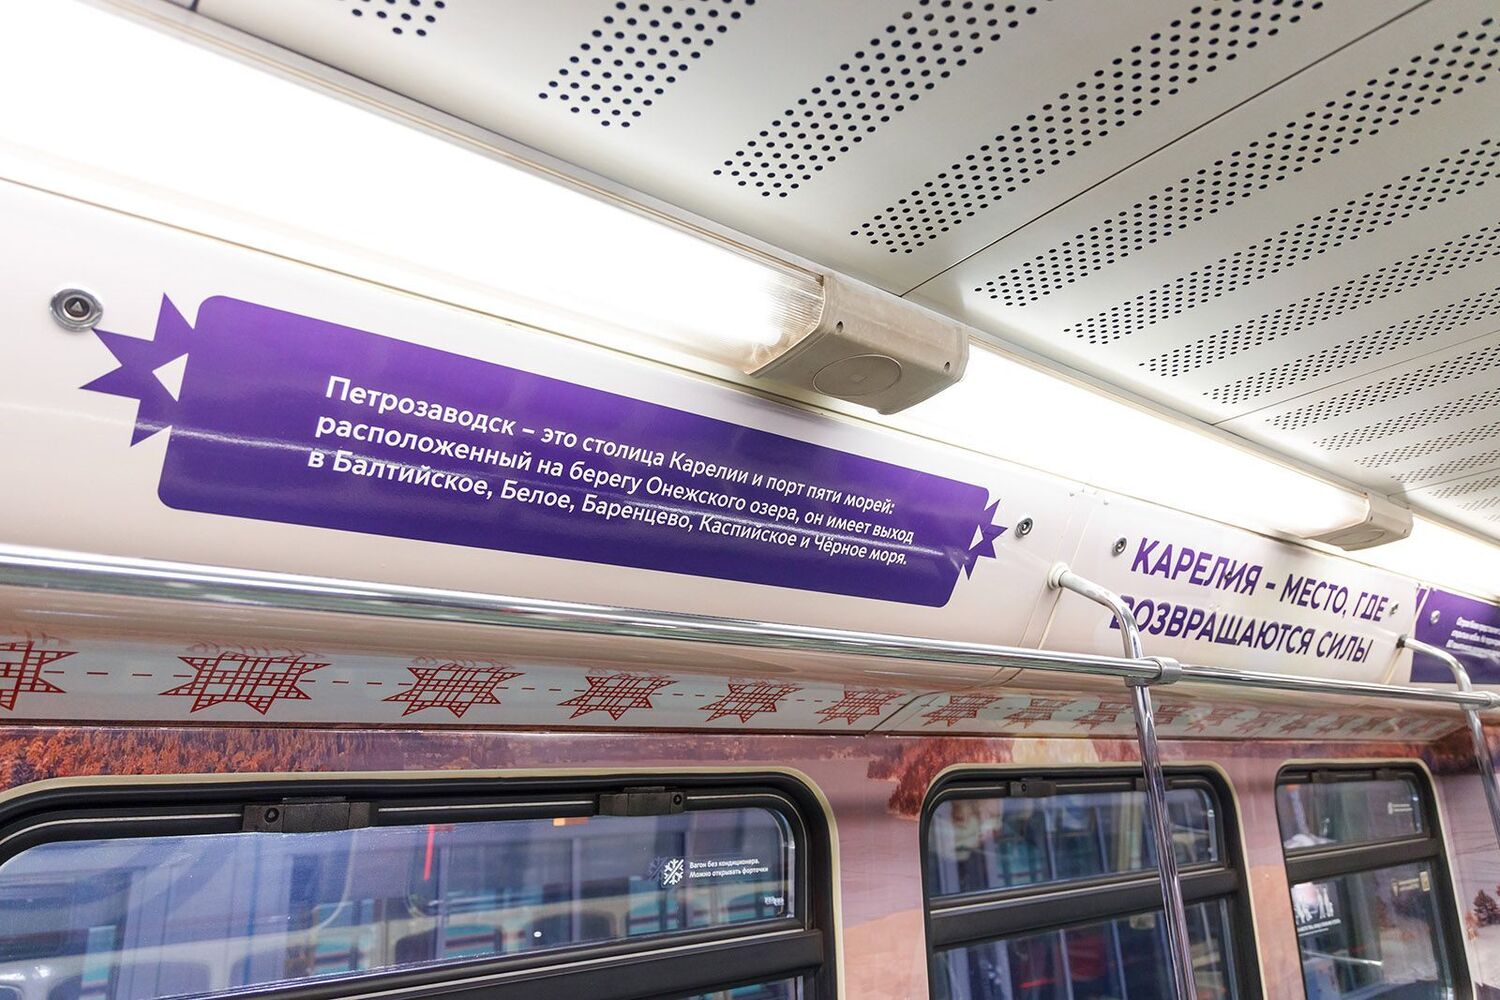 Петрозаводск – это столица Карелии и порт пяти морей:
расположенный на берегу Онежского озера, он имеет выход
в Балтийское, Белое, Баренцево, Каспийское и Чёрное моря.
КАРЕЛИЯ – МЕСТО, ГДЕ
ВОЗВРАЩАЮТСЯ СИЛЫ
Вагон без кондиционера.
Можно открывать форточки